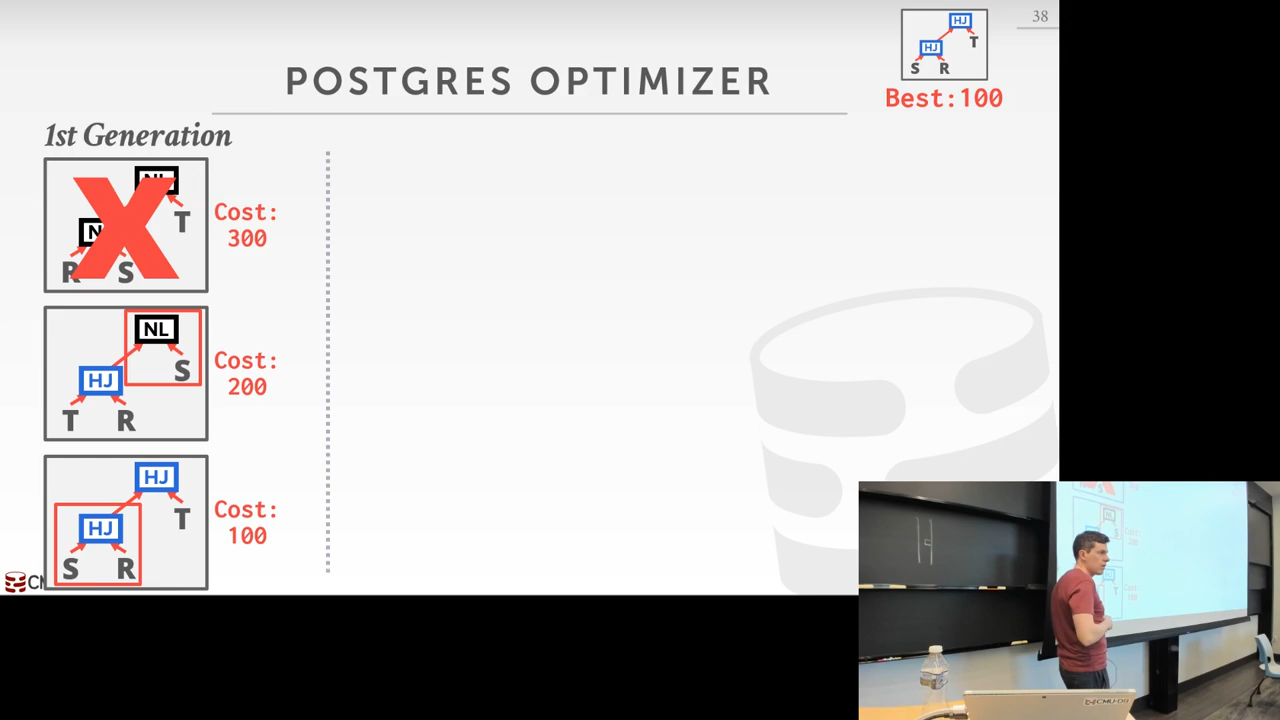 38
HJ
HJ
T
S R
Best:100
POSTGRES OPTIMIZER
1st Generation
T
R S
Cost:
300
NL
S
HJ
T R
Cost:
200
HJ
T
HJ
S R
Cost:
100